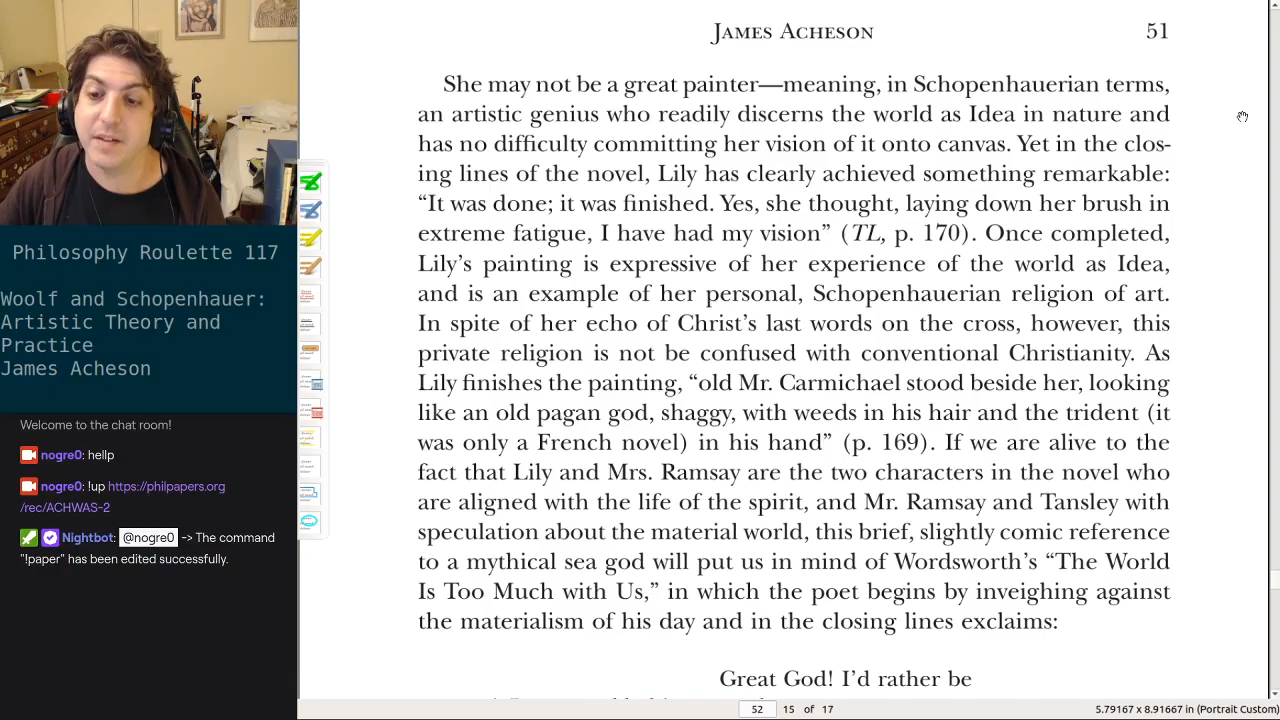 JAMES ACHESON 51
She may not be a great painter—meaning, in Schopenhauerian terms,
an artistic genius who readily discerns the world as Idea in nature and
has no difficulty committing her vision of it onto canvas. Yet in the clos-
ing lines of the novel, Lily has clearly achieved something remarkable:
“It was done; it was finished. Yes, she thought, laying down her brush in
extreme fatigue, I have had my vision” (TL, p. 170). Once completed,
Lily’s painting is expressive of her experience of the world as Idea,
and is an expression of her personal, non-materialist religion of art.
In spite of her echo of Christ’s last words on the cross, however, this
private religion is not to be confused with conventional Christianity. As
Lily finishes the painting, “old Mr. Carmichael stood beside her, looking
like an old pagan god, shaggy, with weeds in his hair and the trident (it
was only a French novel) in his hand” (p. 169). If we are alive to the
fact that Lily and Mrs. Ramsay are the two characters in the novel who
are aligned with the life of the spirit, with Mr. Ramsay and Tansley with
speculation about the material world, this brief, slightly comic reference
to a mythical sea god will put us in mind of Wordsworth’s “The World
Is Too Much with Us,” in which the poet begins by inveighing against
the materialism of his day and in the closing lines exclaims:
Great God! I’d rather be
Philosophy Roulette 117
Woolf and Schopenhauer:
Artistic Theory and
Practice
James Acheson
Welcome to the chat room!
nogre0: hellp
nogre0: !up https://philpapers.org
/rec/ACHWAS-2
Nightbot: @nogre0 -> The command
"!paper" has been edited successfully.
52 15 of 17 5.79167 x 8.91667 in (Portrait Custom)